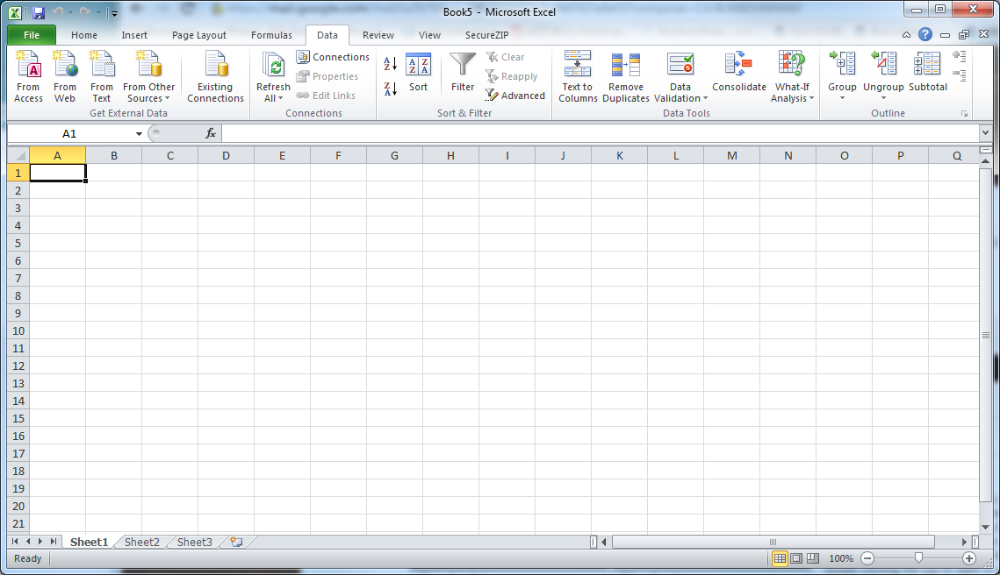 Book5 - Microsoft Excel
File Home Insert Page Layout Formulas Data Review View SecureZIP
From Access From Web From Text From Other Sources Existing Connections
Get External Data
Refresh All Connections Properties Edit Links
Connections
Sort Filter Clear Reapply Advanced
Sort & Filter
Text to Columns Remove Duplicates Data Validation Consolidate What-If Analysis
Data Tools
Group Ungroup Subtotal
Outline
A1 fx
A B C D E F G H I J K L M N O P Q
1
2
3
4
5
6
7
8
9
10
11
12
13
14
15
16
17
18
19
20
21
Sheet1 Sheet2 Sheet3
Ready 100%